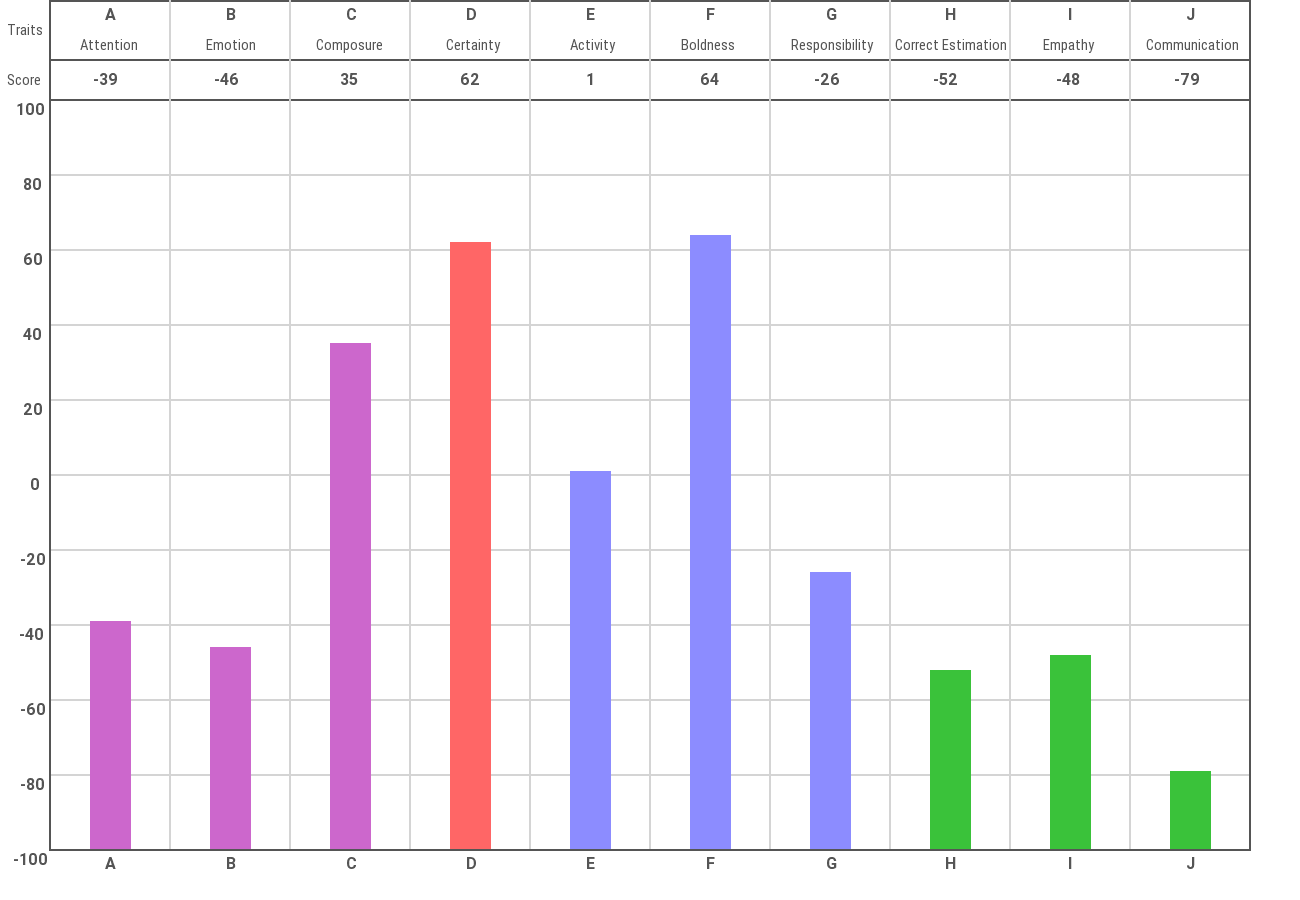 A B C D E F G H I J
Traits Attention Emotion Composure Certainty Activity Boldness Responsibility Correct Estimation Empathy Communication
Score -39 -46 35 62 1 64 -26 -52 -48 -79
100
80
60
40
20
0
-20
-40
-60
-80
-100
A B C D E F G H I J